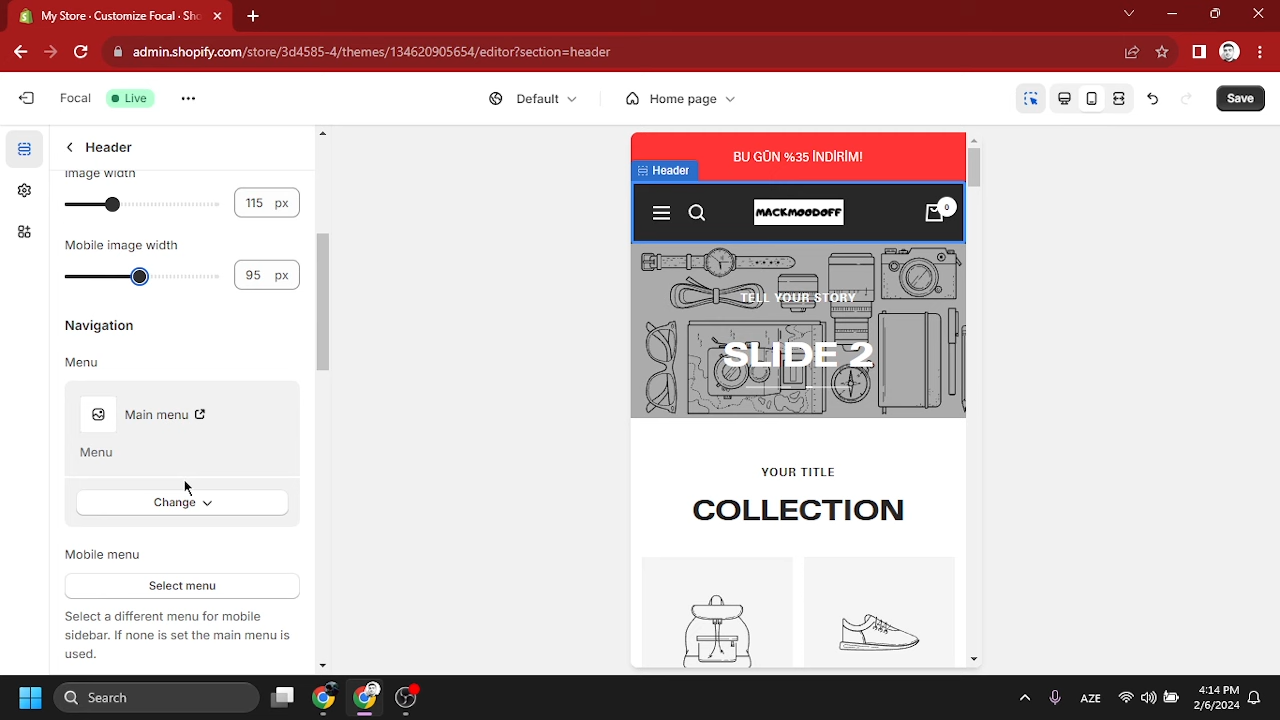 My Store · Customize Focal · Sho
admin.shopify.com/store/3d4585-4/themes/134620905654/editor?section=header
Focal
Live
Default
Home page
Save
Header
Image width
115 px
Mobile image width
95 px
Navigation
Menu
Main menu
Menu
Change
Mobile menu
Select menu
Select a different menu for mobile
sidebar. If none is set the main menu is
used.
BU GÜN %35 İNDİRİM!
Header
MACKMOODOFF
0
TELL YOUR STORY
SLIDE 2
YOUR TITLE
COLLECTION
Search
AZE
4:14 PM
2/6/2024